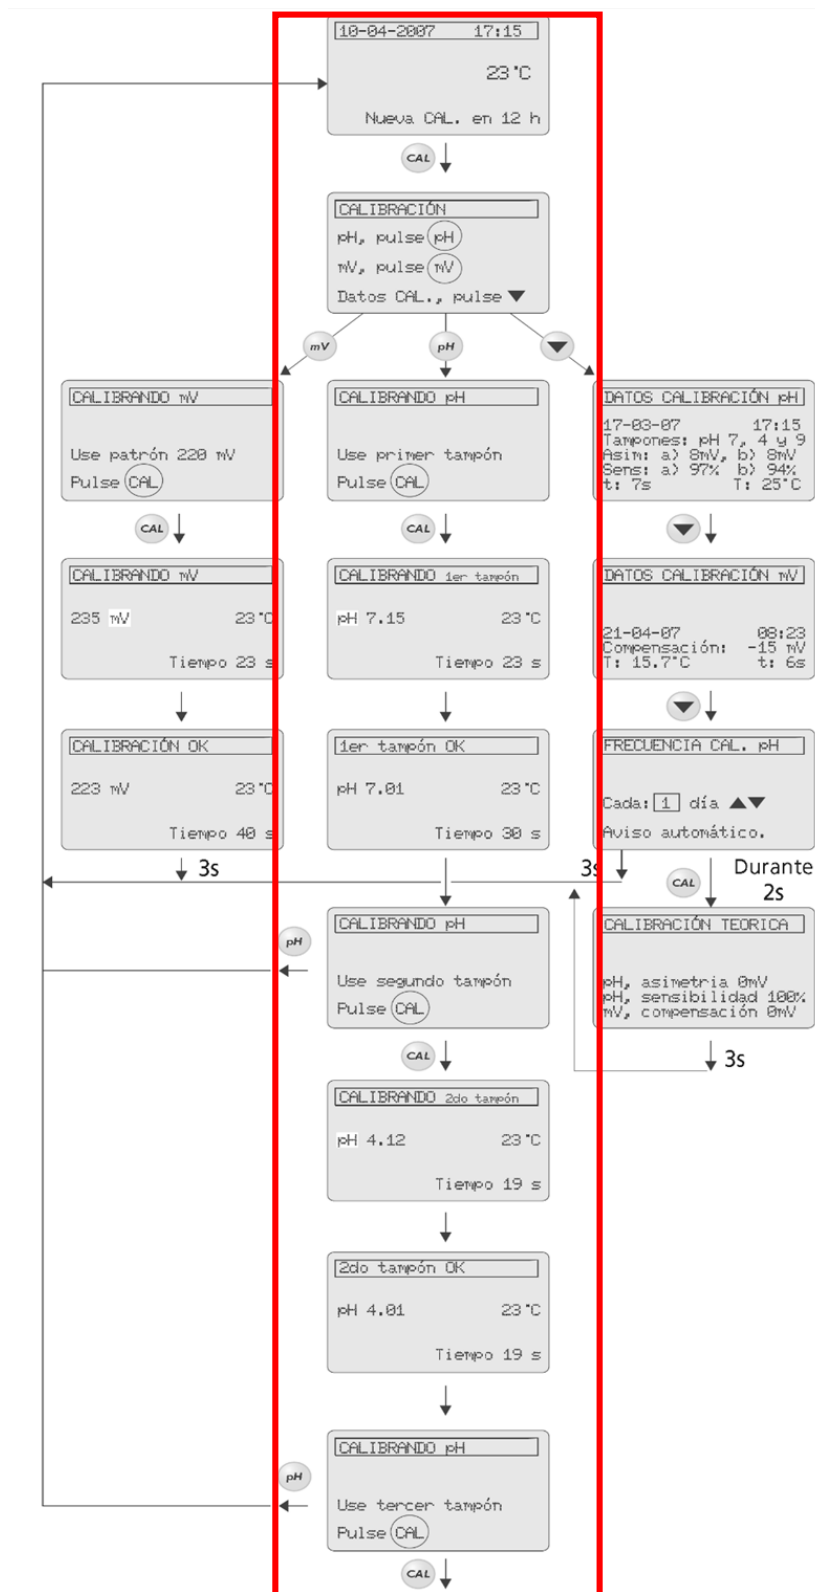 10-04-2007 17:15
23°C
Nueva CAL. en 12 h
CAL
CALIBRACIÓN
pH, pulse pH
mV, pulse mV
Datos CAL., pulse ▼
mV
pH
CALIBRANDO mV
Use patrón 220 mV
Pulse CAL
CAL
CALIBRANDO mV
235 mV 23°C
Tiempo 23 s
CALIBRACIÓN OK
223 mV 23°C
Tiempo 40 s
3s
CALIBRANDO pH
Use primer tampón
Pulse CAL
CAL
CALIBRANDO 1er tampón
pH 7.15 23°C
Tiempo 23 s
1er tampón OK
pH 7.01 23°C
Tiempo 30 s
DATOS CALIBRACIÓN pH
17-03-07 17:15
Tampones: pH 7, 4 y 9
Asim: a) 8mV, b) 8mV
Sens: a) 97% b) 94%
t: 7s T: 25°C
DATOS CALIBRACIÓN mV
21-04-07 08:23
Compensación: -15 mV
T: 15.7°C t: 6s
FRECUENCIA CAL. pH
Cada: 1 día ▲▼
Aviso automático.
3s
CAL
Durante
2s
CALIBRACIÓN TEORICA
pH, asimetria 0mV
pH, sensibilidad 100%
mV, compensación 0mV
3s
pH
CALIBRANDO pH
Use segundo tampón
Pulse CAL
CAL
CALIBRANDO 2do tampón
pH 4.12 23°C
Tiempo 19 s
2do tampón OK
pH 4.01 23°C
Tiempo 19 s
pH
CALIBRANDO pH
Use tercer tampón
Pulse CAL
CAL